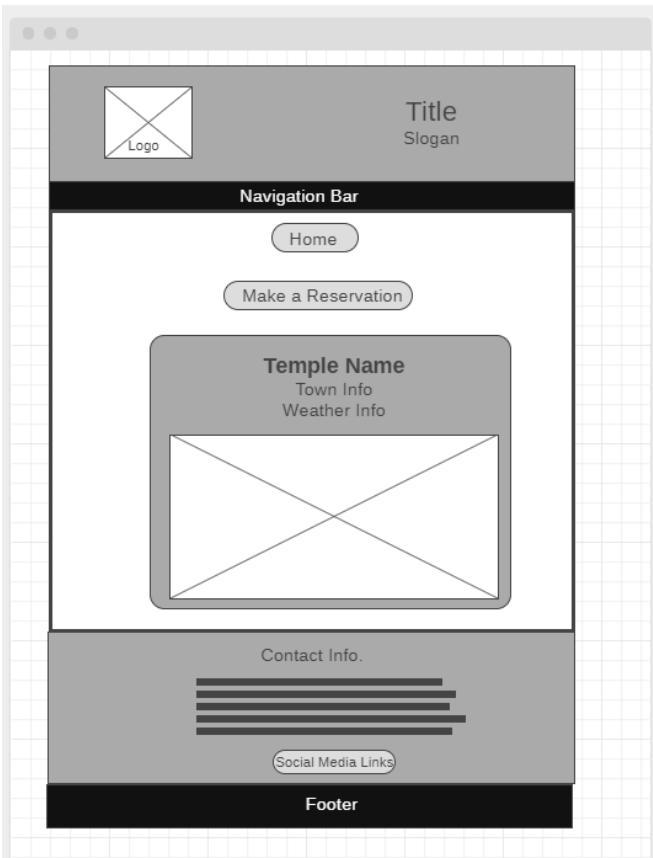 Logo
Title
Slogan
Navigation Bar
Home
Make a Reservation
Temple Name
Town Info
Weather Info
Contact Info.
Social Media Links
Footer